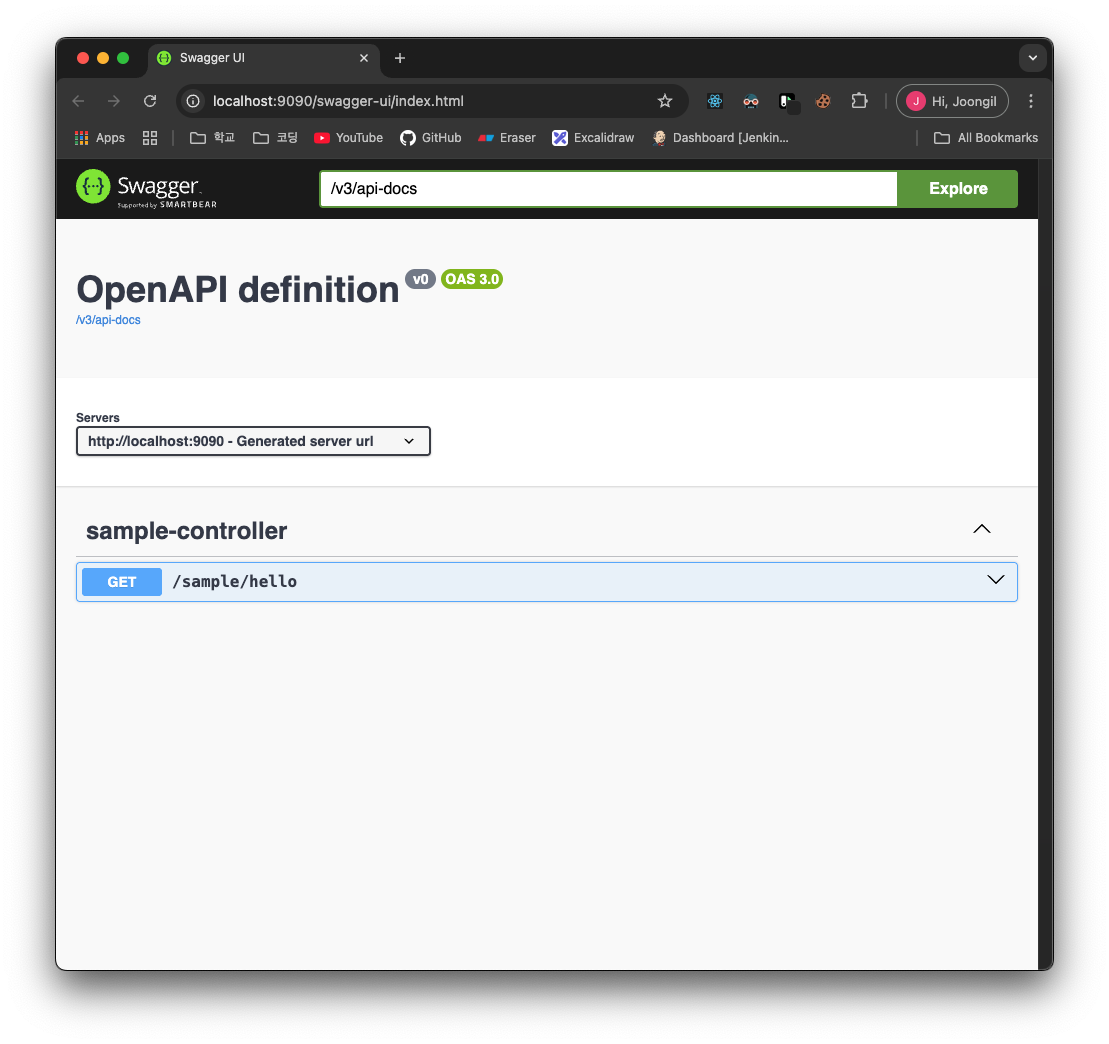 Swagger UI
localhost:9090/swagger-ui/index.html
J Hi, Joongil
Apps 학교 코딩 YouTube GitHub Eraser Excalidraw Dashboard [Jenkin... All Bookmarks
Swagger.
Supported by SMARTBEAR
/v3/api-docs
Explore
OpenAPI definition v0 OAS 3.0
/v3/api-docs
Servers
http://localhost:9090 - Generated server url
sample-controller
GET /sample/hello